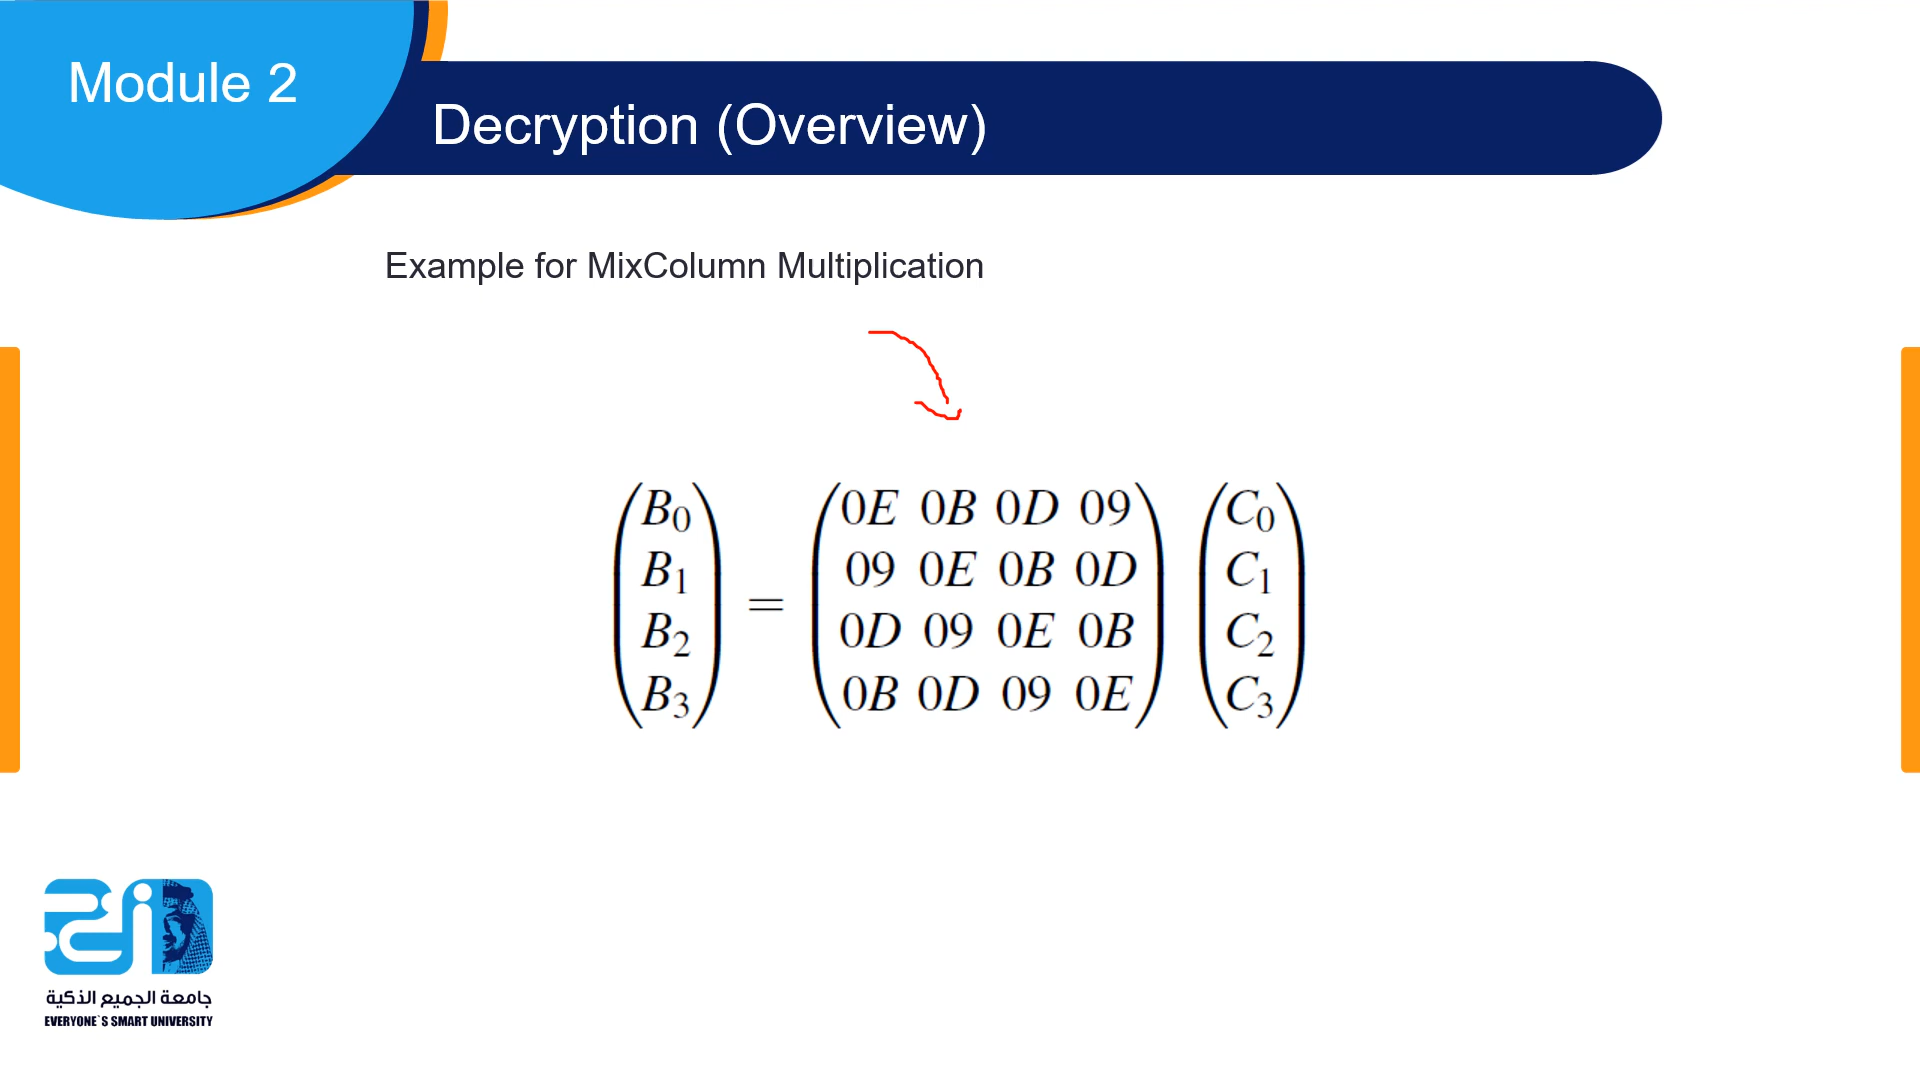 Module 2
Decryption (Overview)
Example for MixColumn Multiplication
B0 0E 0B 0D 09 C0
B1 09 0E 0B 0D C1
B2 = 0D 09 0E 0B C2
B3 0B 0D 09 0E C3
جامعة الجميع الذكية
EVERYONE`S SMART UNIVERSITY